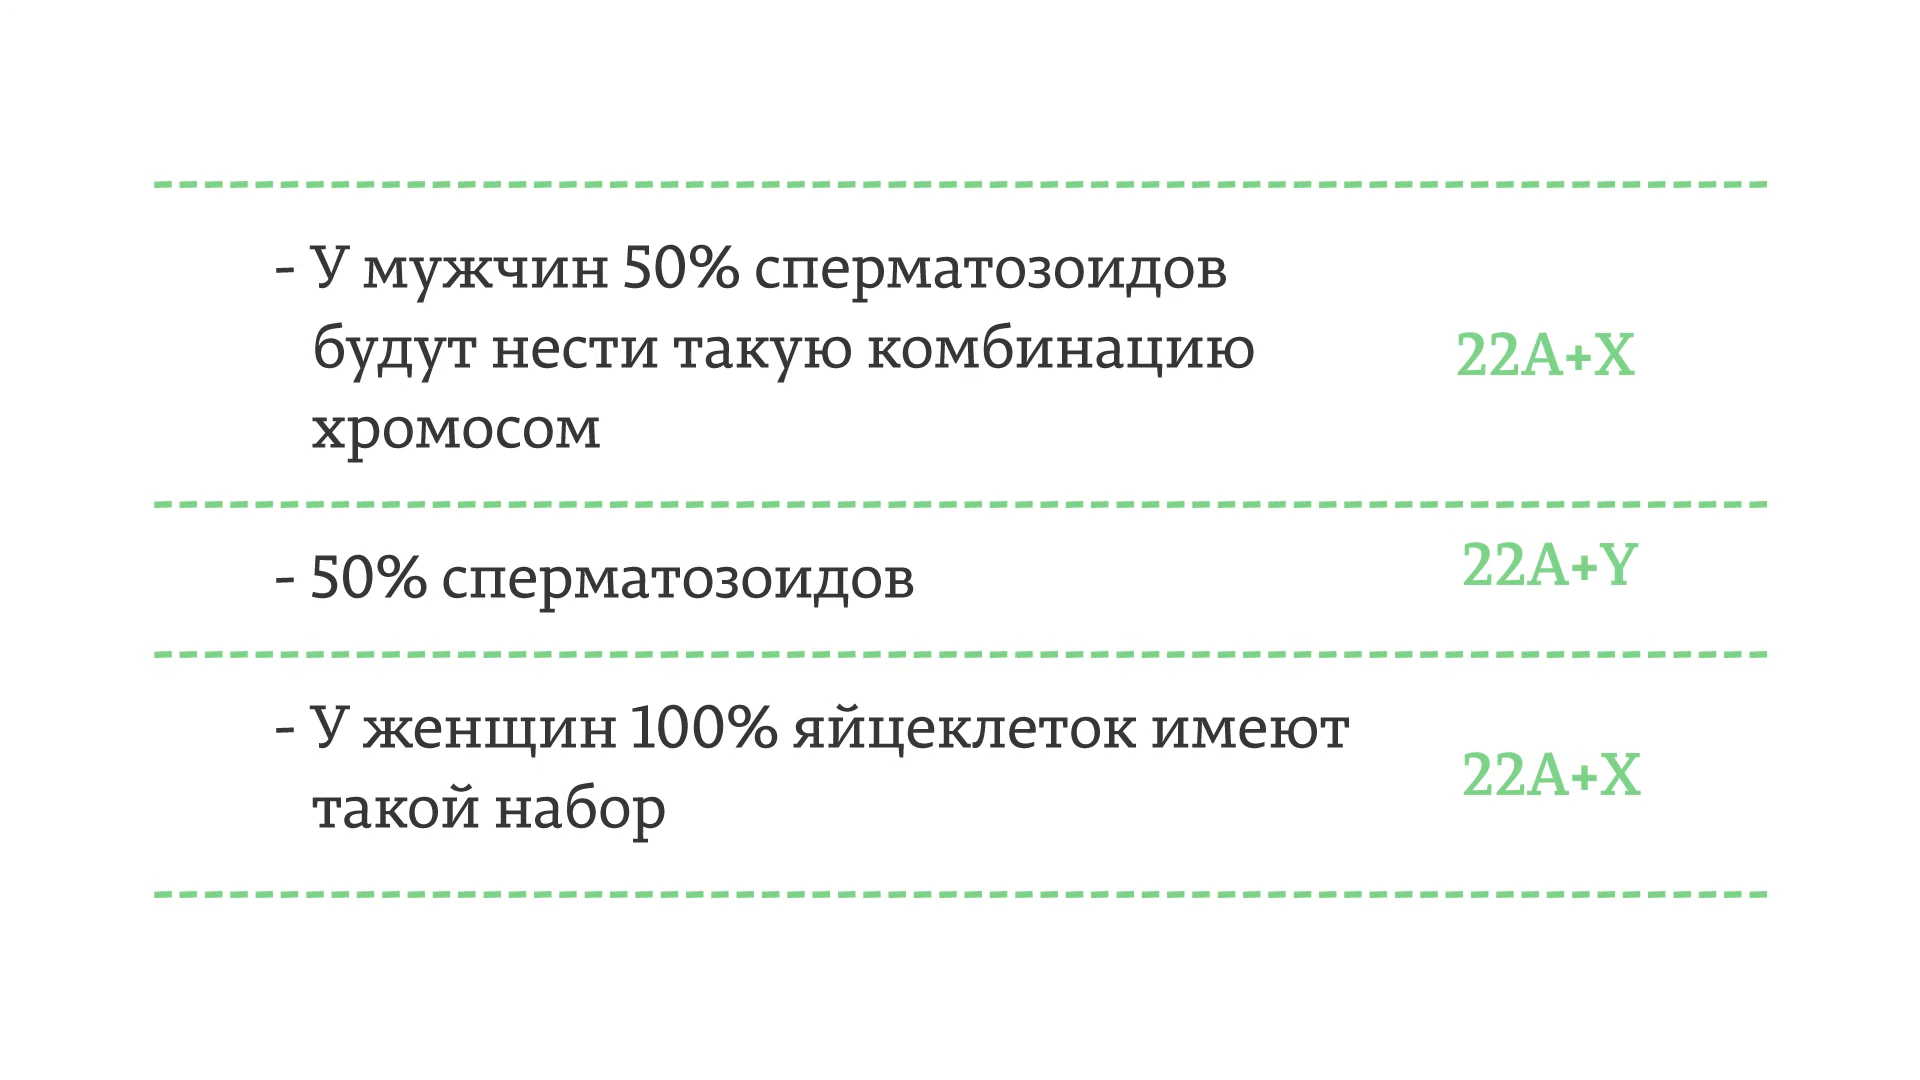 - У мужчин 50% сперматозоидов
будут нести такую комбинацию
22A+X
хромосом
- 50% сперматозоидов
22A+Y
- У женщин 100% яйцеклеток имеют
такой набор
22A+X